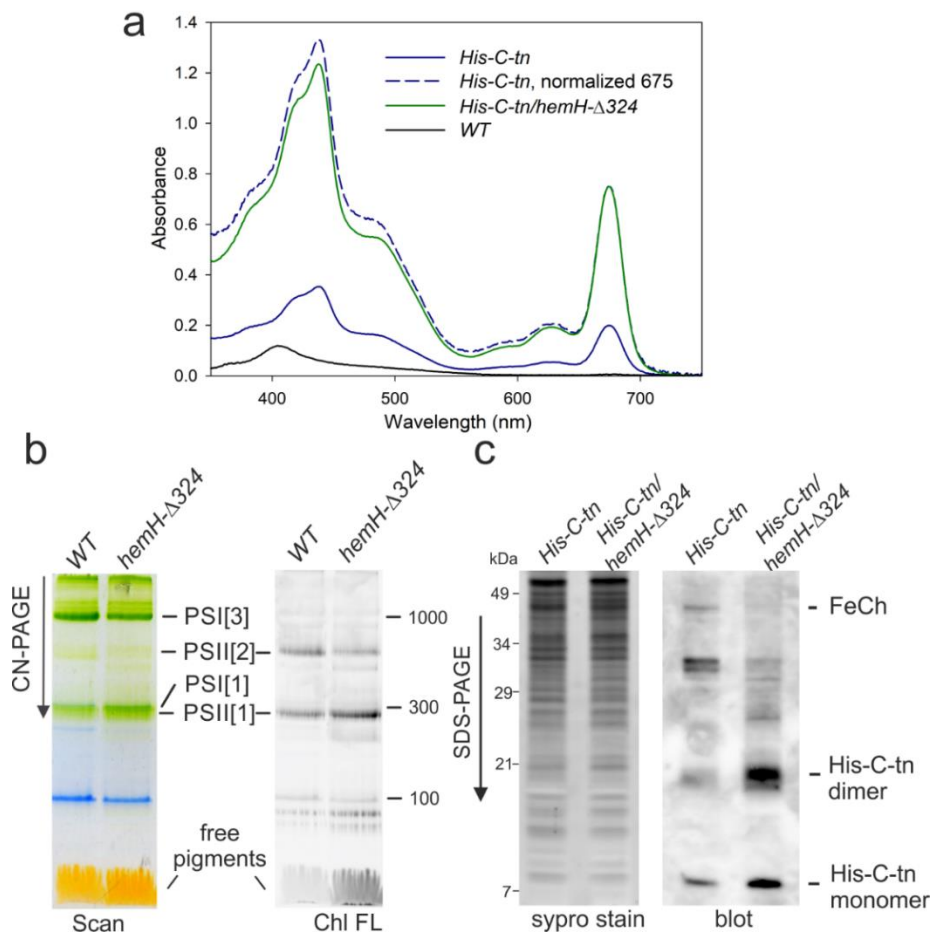 a
1.4
1.2
1.0
0.8
0.6
0.4
0.2
0.0
Absorbance
400 500 600 700
Wavelength (nm)
His-C-tn
His-C-tn, normalized 675
His-C-tn/hemH-Δ324
WT
b
WT
hemH-Δ324
WT
hemH-Δ324
CN-PAGE
PSI[3]
PSII[2]
PSI[1]
PSII[1]
1000
300
100
free
pigments
Scan
Chl FL
c
His-C-tn
His-C-tn/
hemH-Δ324
His-C-tn
His-C-tn/
hemH-Δ324
kDa
49
34
29
21
7
SDS-PAGE
FeCh
His-C-tn
dimer
His-C-tn
monomer
sypro stain
blot